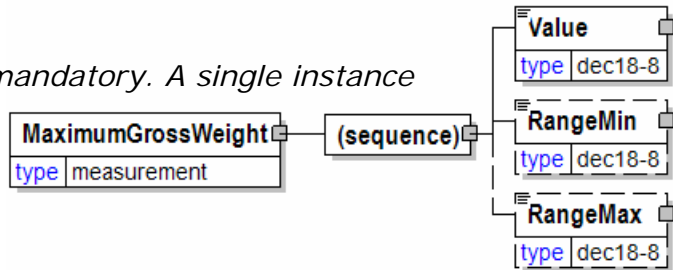 Value
type dec18-8
mandatory. A single instance
RangeMin
type dec18-8
MaximumGrossWeight
type measurement
(sequence)
RangeMax
type dec18-8